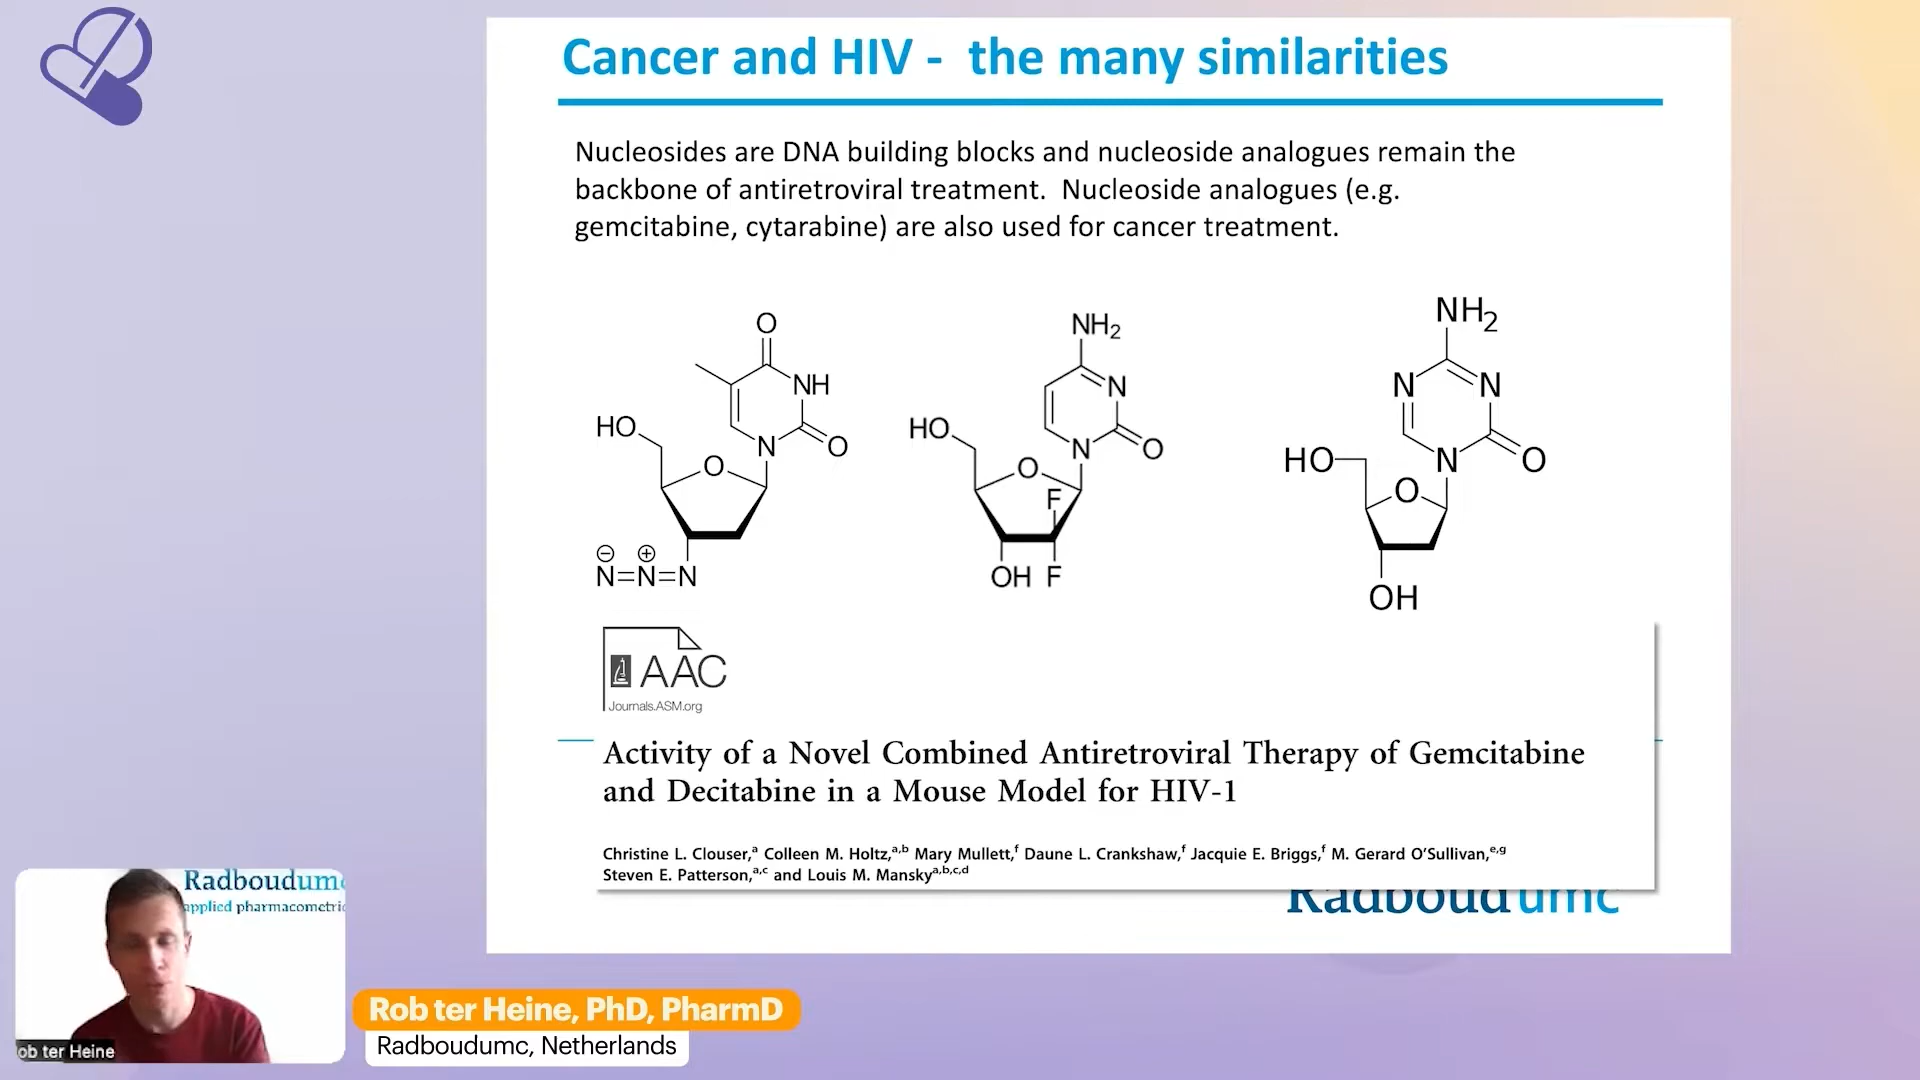 Cancer and HIV - the many similarities
Nucleosides are DNA building blocks and nucleoside analogues remain the
backbone of antiretroviral treatment. Nucleoside analogues (e.g.
gemcitabine, cytarabine) are also used for cancer treatment.
O
NH
HO
O
N
O
⊖ ⊕
N=N=N
NH2
N
HO
O
N
O
F
OH F
NH2
N N
HO
N O
O
OH
AAC
Journals.ASM.org
Activity of a Novel Combined Antiretroviral Therapy of Gemcitabine
and Decitabine in a Mouse Model for HIV-1
Christine L. Clouser,a Colleen M. Holtz,a,b Mary Mullett,f Daune L. Crankshaw,f Jacquie E. Briggs,f M. Gerard O'Sullivan,e,g
Steven E. Patterson,a,c and Louis M. Manskya,b,c,d
Radboudumc
Radboudumc
applied pharmacometric
ob ter Heine
Rob ter Heine, PhD, PharmD
Radboudumc, Netherlands